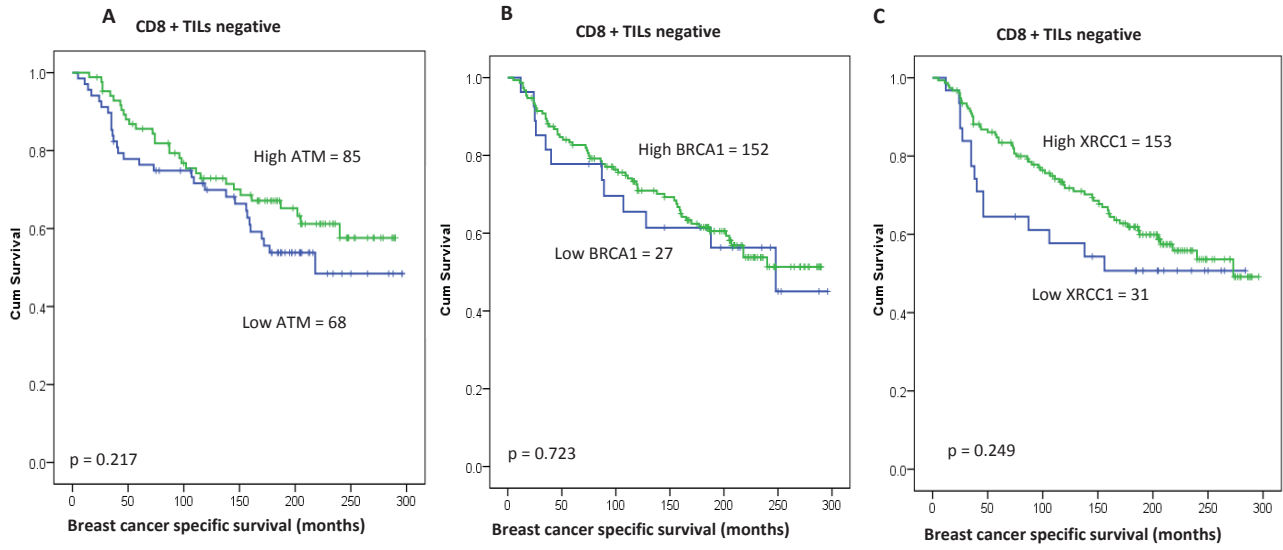 A
CD8 + TILs negative
Cum Survival
1.0
0.8
0.6
0.4
0.2
0.0
High ATM = 85
Low ATM = 68
p = 0.217
0 50 100 150 200 250 300
Breast cancer specific survival (months)
B
CD8 + TILs negative
Cum Survival
1.0
0.8
0.6
0.4
0.2
0.0
High BRCA1 = 152
Low BRCA1 = 27
p = 0.723
0 50 100 150 200 250 300
Breast cancer specific survival (months)
C
CD8 + TILs negative
Cum Survival
1.0
0.8
0.6
0.4
0.2
0.0
High XRCC1 = 153
Low XRCC1 = 31
p = 0.249
0 50 100 150 200 250 300
Breast cancer specific survival (months)